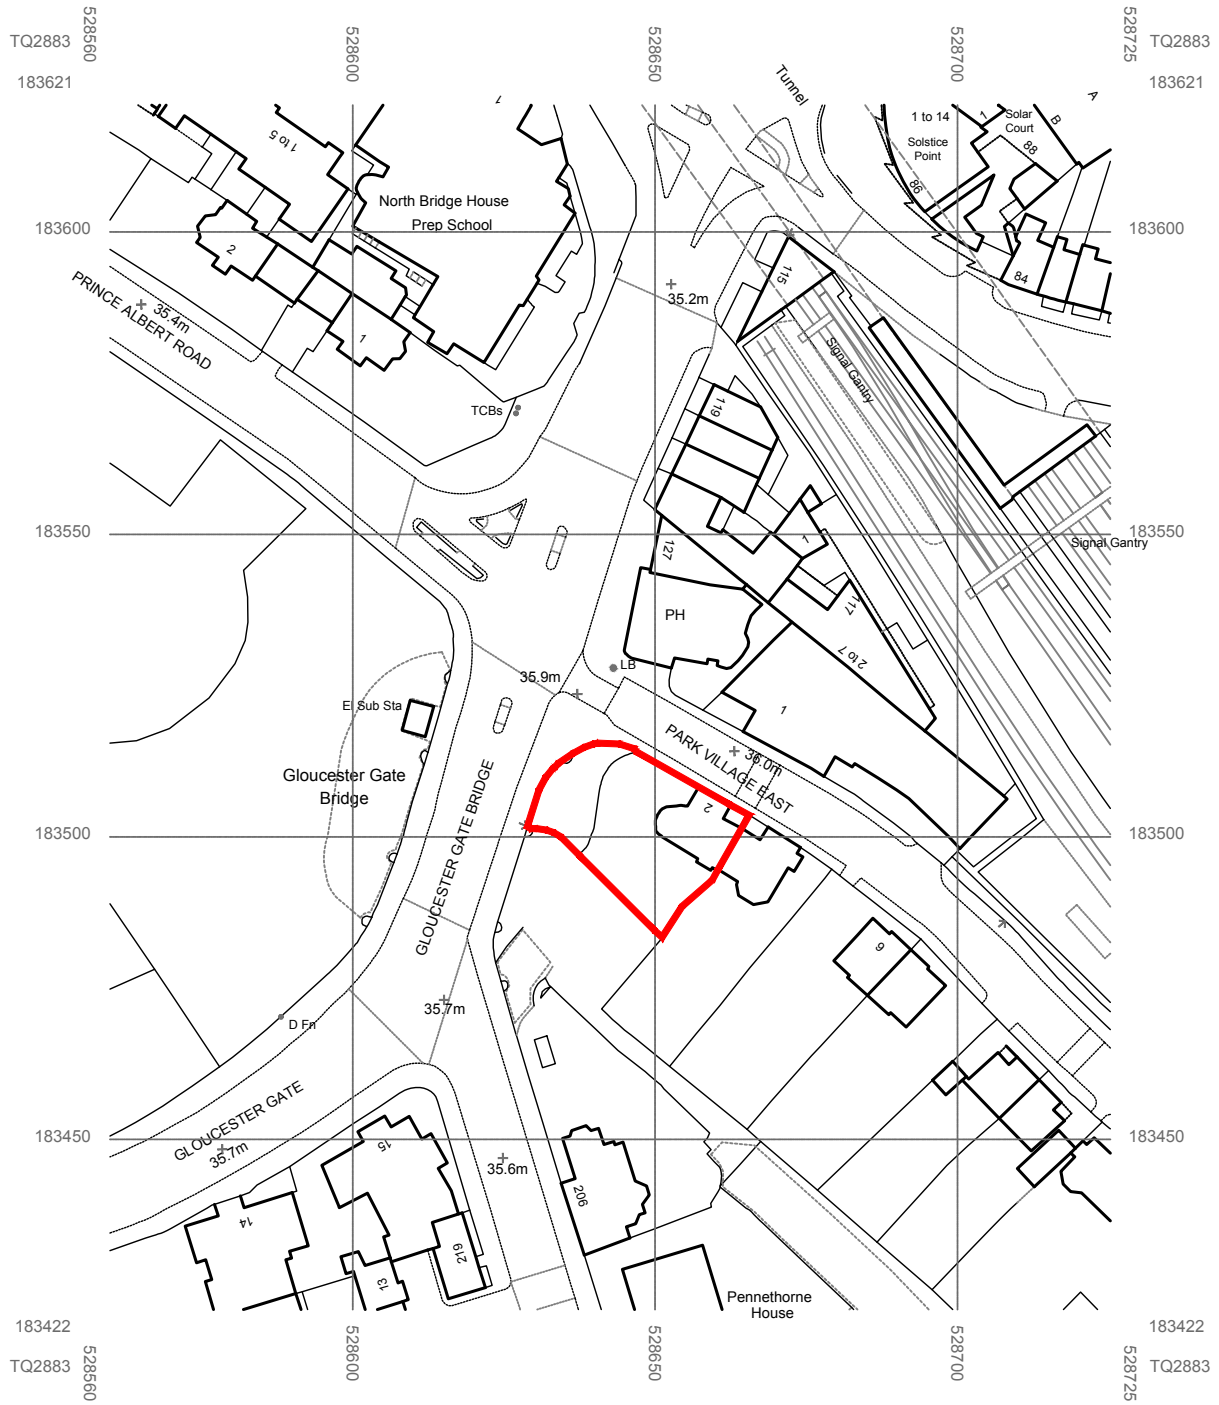 528560
528600
528650
528700
528725
TQ2883
TQ2883
183621
183621
Tunnel
A
B
1
1 to 5
1 to 14
1
Solar
Court
Solstice
Point
88
86
North Bridge House
Prep School
183600
183600
2
115
84
35.2m
PRINCE ALBERT ROAD
35.4m
1
Signal Gantry
119
TCBs
183550
183550
Signal Gantry
127
1
117
PH
2 to 7
LB
35.9m
El Sub Sta
1
PARK VILLAGE EAST
36.0m
Gloucester Gate
Bridge
GLOUCESTER GATE BRIDGE
2
183500
183500
9
35.7m
D Fn
GLOUCESTER GATE
35.7m
183450
183450
15
35.6m
206
14
219
13
Pennethorne
House
183422
183422
TQ2883
TQ2883
528560
528600
528650
528700
528725